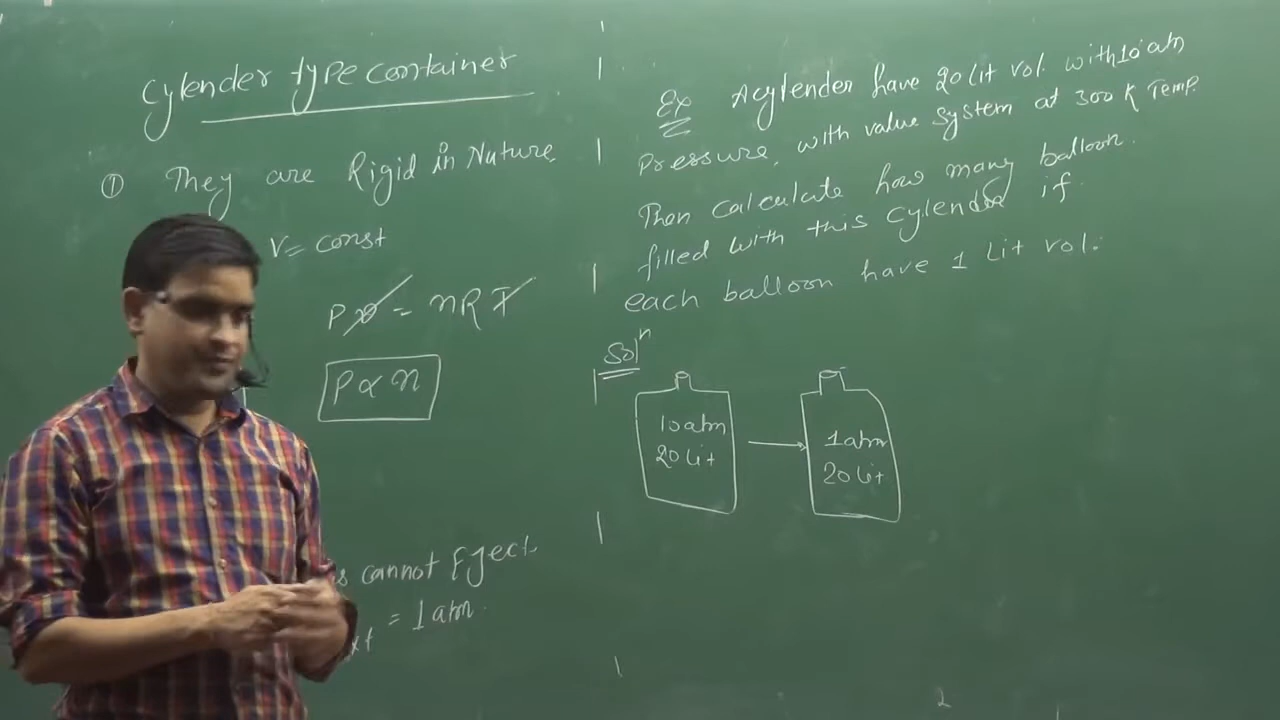 Cylender type container
① They are Rigid in Nature
V = const
PV = nRT
P ∝ n
cannot Eject
= 1 atm
Ex A cylender have 20 Lit vol. with 10 atm
Pressure, with value System at 300 K Temp.
Then calculate how many balloon.
filled with this Cylender if
each balloon have 1 Lit vol.
Solⁿ
10 atm
20 Lit
1 atm
20 Lit
2